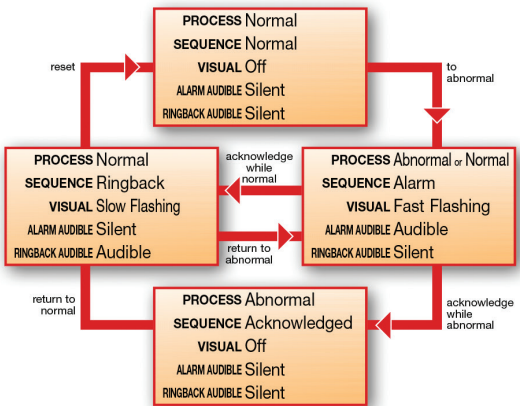 PROCESS Normal
SEQUENCE Normal
VISUAL Off
ALARM AUDIBLE Silent
RINGBACK AUDIBLE Silent
reset
to
abnormal
PROCESS Normal
SEQUENCE Ringback
VISUAL Slow Flashing
ALARM AUDIBLE Silent
RINGBACK AUDIBLE Audible
acknowledge
while
normal
return to
abnormal
PROCESS Abnormal or Normal
SEQUENCE Alarm
VISUAL Fast Flashing
ALARM AUDIBLE Audible
RINGBACK AUDIBLE Silent
return to
normal
PROCESS Abnormal
SEQUENCE Acknowledged
VISUAL Off
ALARM AUDIBLE Silent
RINGBACK AUDIBLE Silent
acknowledge
while
abnormal